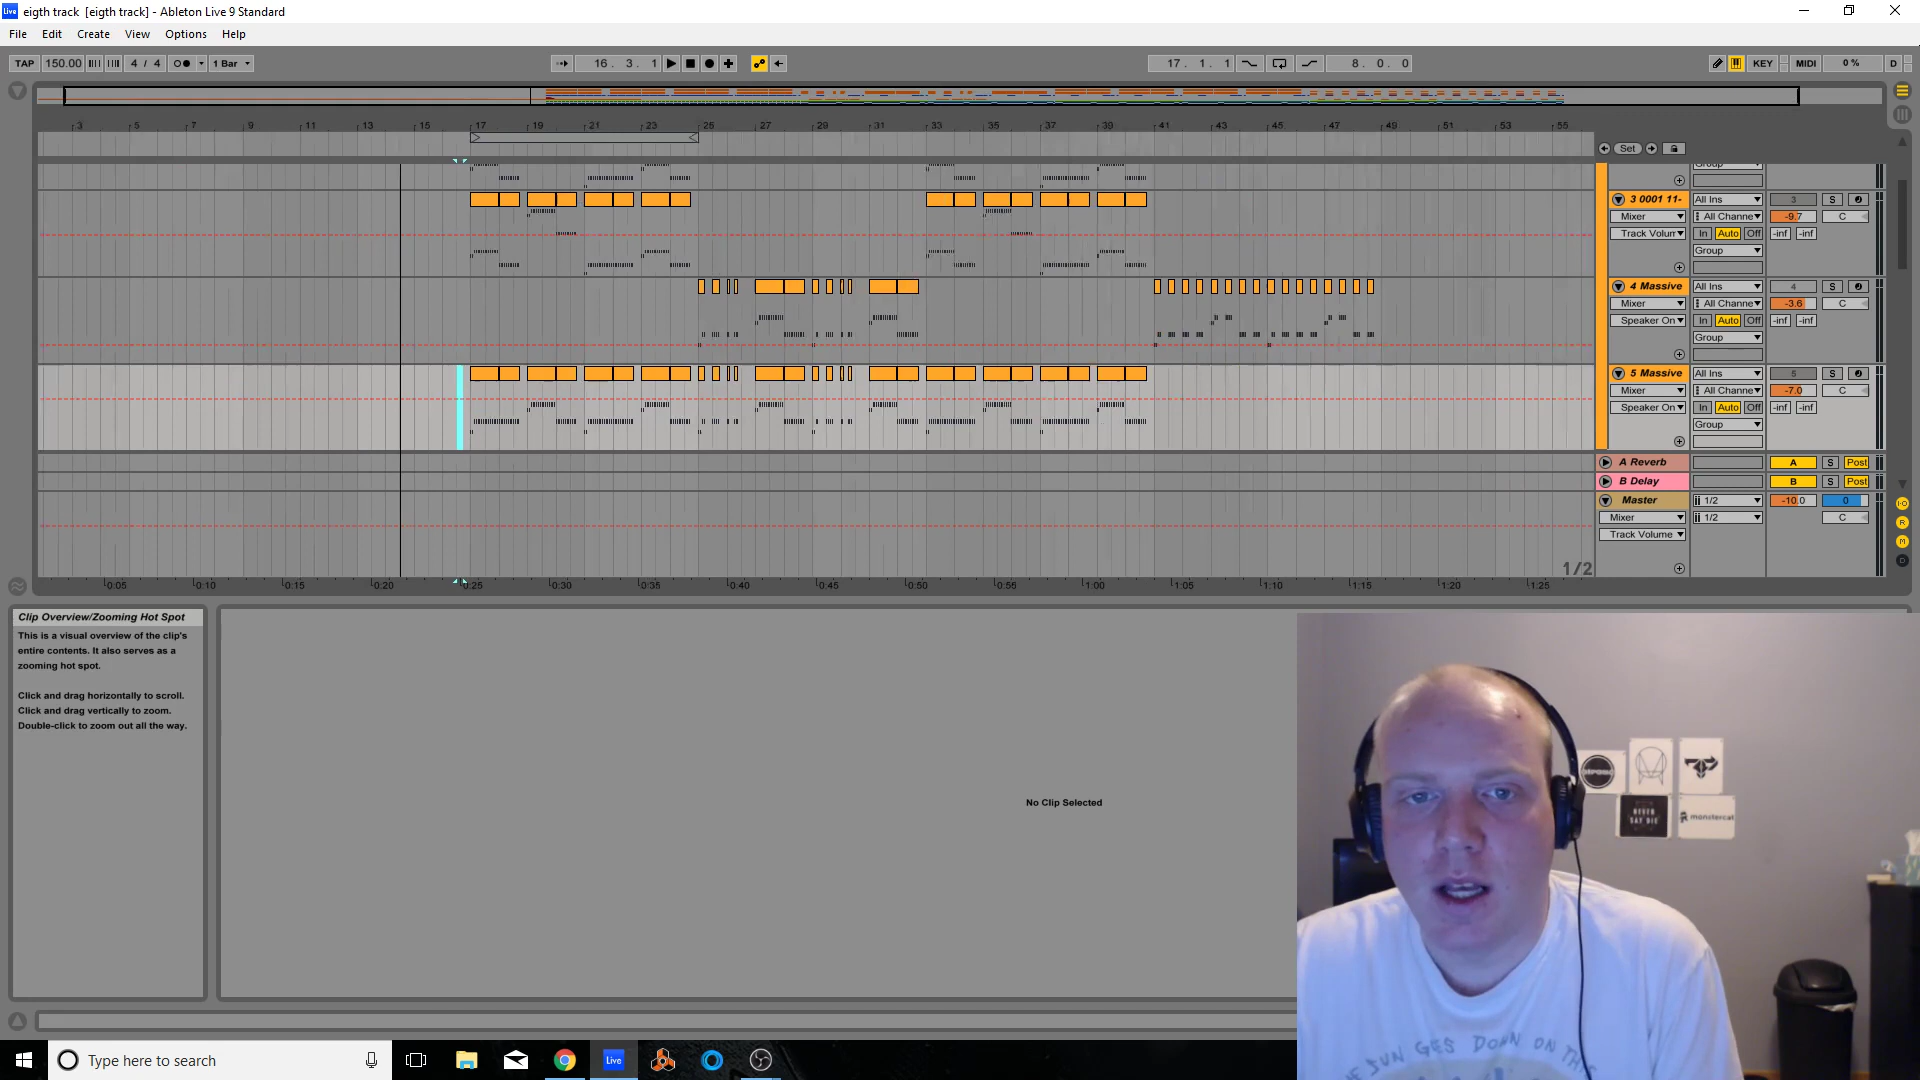 eigth track  [eigth track] - Ableton Live 9 Standard
File Edit Create View Options Help
TAP 150.00 4 / 4 1 Bar 16. 3. 1 17. 1. 1 8. 0. 0 KEY MIDI 0 % D
3 5 7 9 11 13 15 17 19 21 23 25 27 29 31 33 35 37 39 41 43 45 47 49 51 53 55
Set
Group
3 0001 11- All Ins 3 S
Mixer All Channe -9.7 C
Track Volum In Auto Off -inf -inf
Group
4 Massive All Ins 4 S
Mixer All Channe -3.6 C
Speaker On In Auto Off -inf -inf
Group
5 Massive All Ins 5 S
Mixer All Channe -7.0 C
Speaker On In Auto Off -inf -inf
Group
A Reverb A S Post
B Delay B S Post
Master 1/2 -10.0 0
Mixer 1/2 C
Track Volume
1/2
0:05 0:10 0:15 0:20 0:25 0:30 0:35 0:40 0:45 0:50 0:55 1:00 1:05 1:10 1:15 1:20 1:25
Clip Overview/Zooming Hot Spot
This is a visual overview of the clip's
entire contents. It also serves as a
zooming hot spot.
Click and drag horizontally to scroll.
Click and drag vertically to zoom.
Double-click to zoom out all the way.
No Clip Selected
NEVER
SAY DIE
monstercat
SUN GES DOWN ON TH
Type here to search
Live